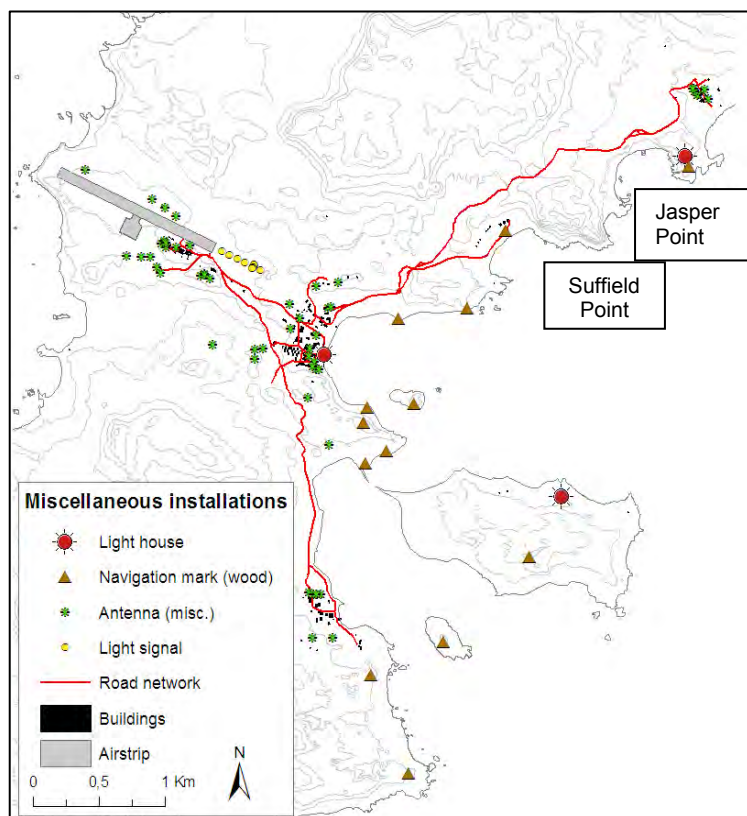 Jasper
Point
Suffield
Point
Miscellaneous installations
Light house
Navigation mark (wood)
Antenna (misc.)
Light signal
Road network
Buildings
Airstrip
N
0 0,5 1 Km